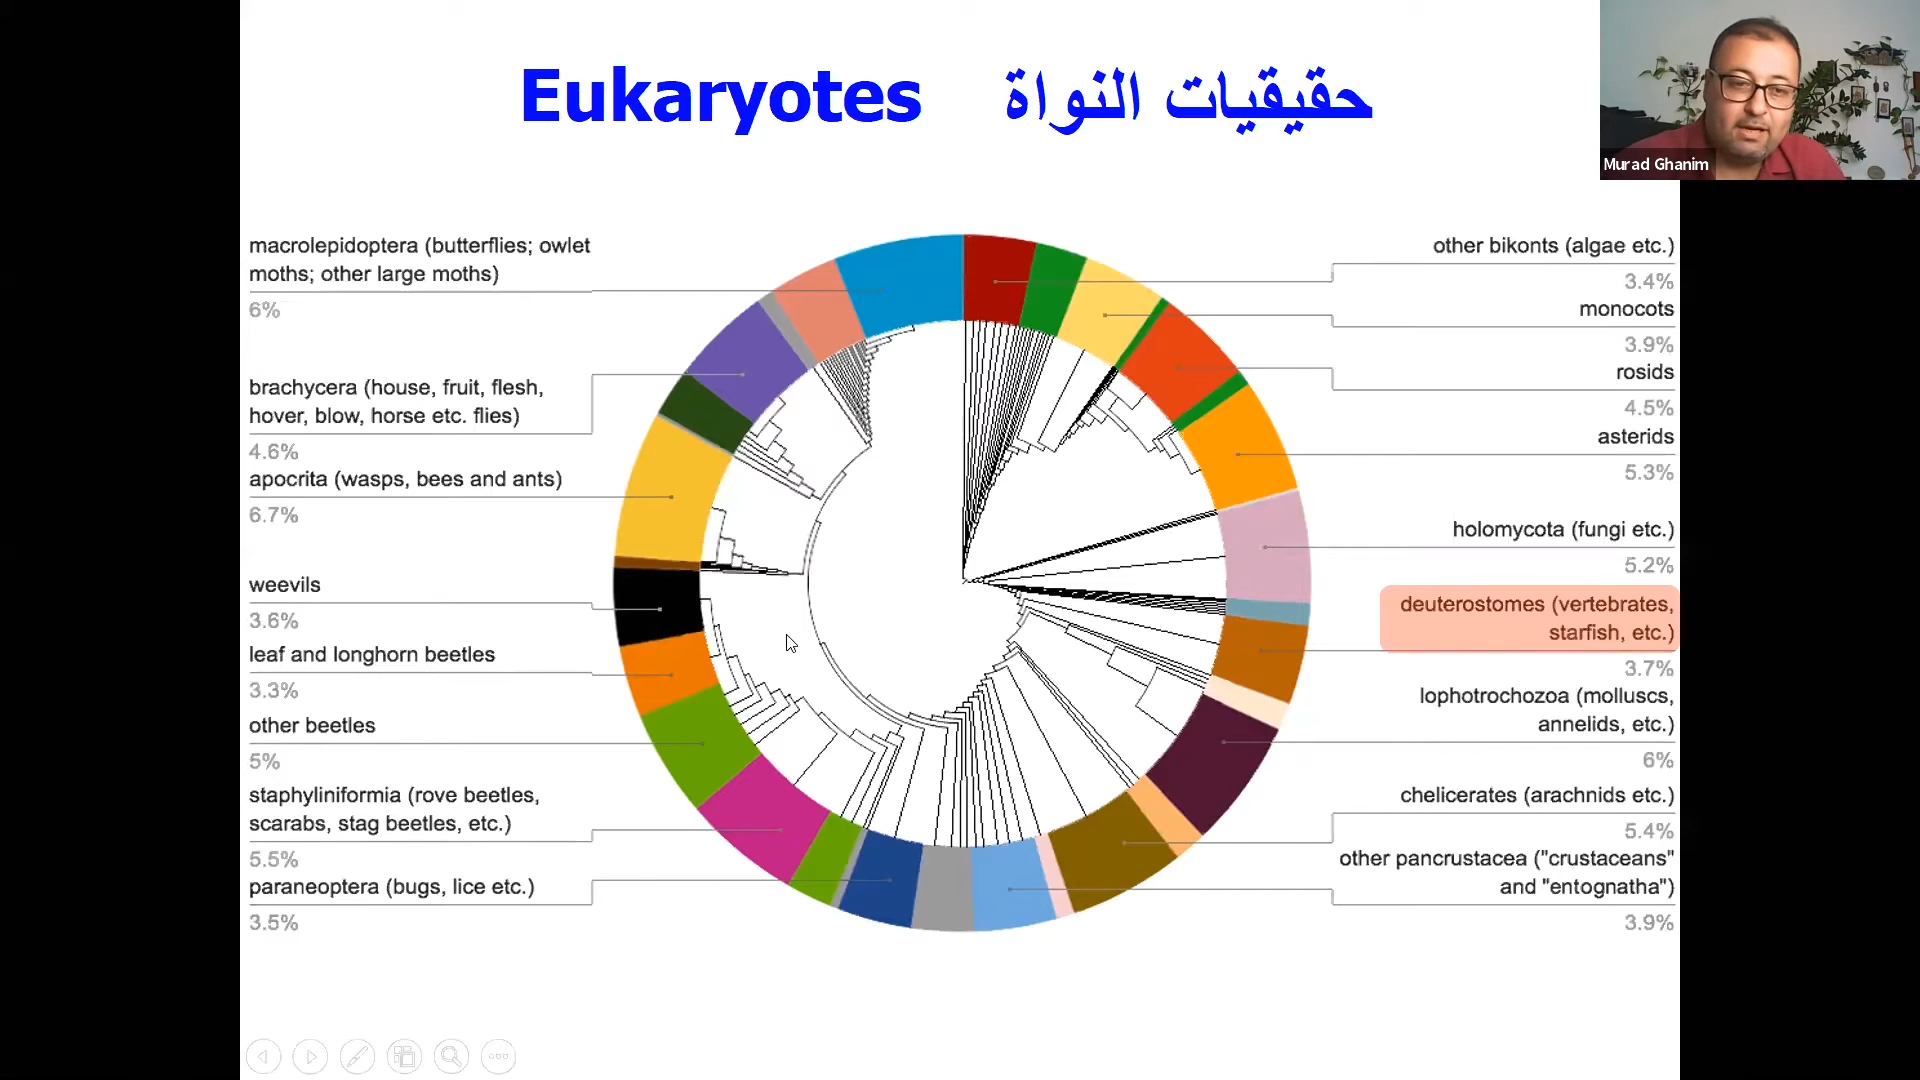 Eukaryotes حقيقيات النواة
Murad Ghanim
macrolepidoptera (butterflies; owlet
moths; other large moths)
6%
brachycera (house, fruit, flesh,
hover, blow, horse etc. flies)
4.6%
apocrita (wasps, bees and ants)
6.7%
weevils
3.6%
leaf and longhorn beetles
3.3%
other beetles
5%
staphyliniformia (rove beetles,
scarabs, stag beetles, etc.)
5.5%
paraneoptera (bugs, lice etc.)
3.5%
other bikonts (algae etc.)
3.4%
monocots
3.9%
rosids
4.5%
asterids
5.3%
holomycota (fungi etc.)
5.2%
deuterostomes (vertebrates,
starfish, etc.)
3.7%
lophotrochozoa (molluscs,
annelids, etc.)
6%
chelicerates (arachnids etc.)
5.4%
other pancrustacea ("crustaceans"
and "entognatha")
3.9%